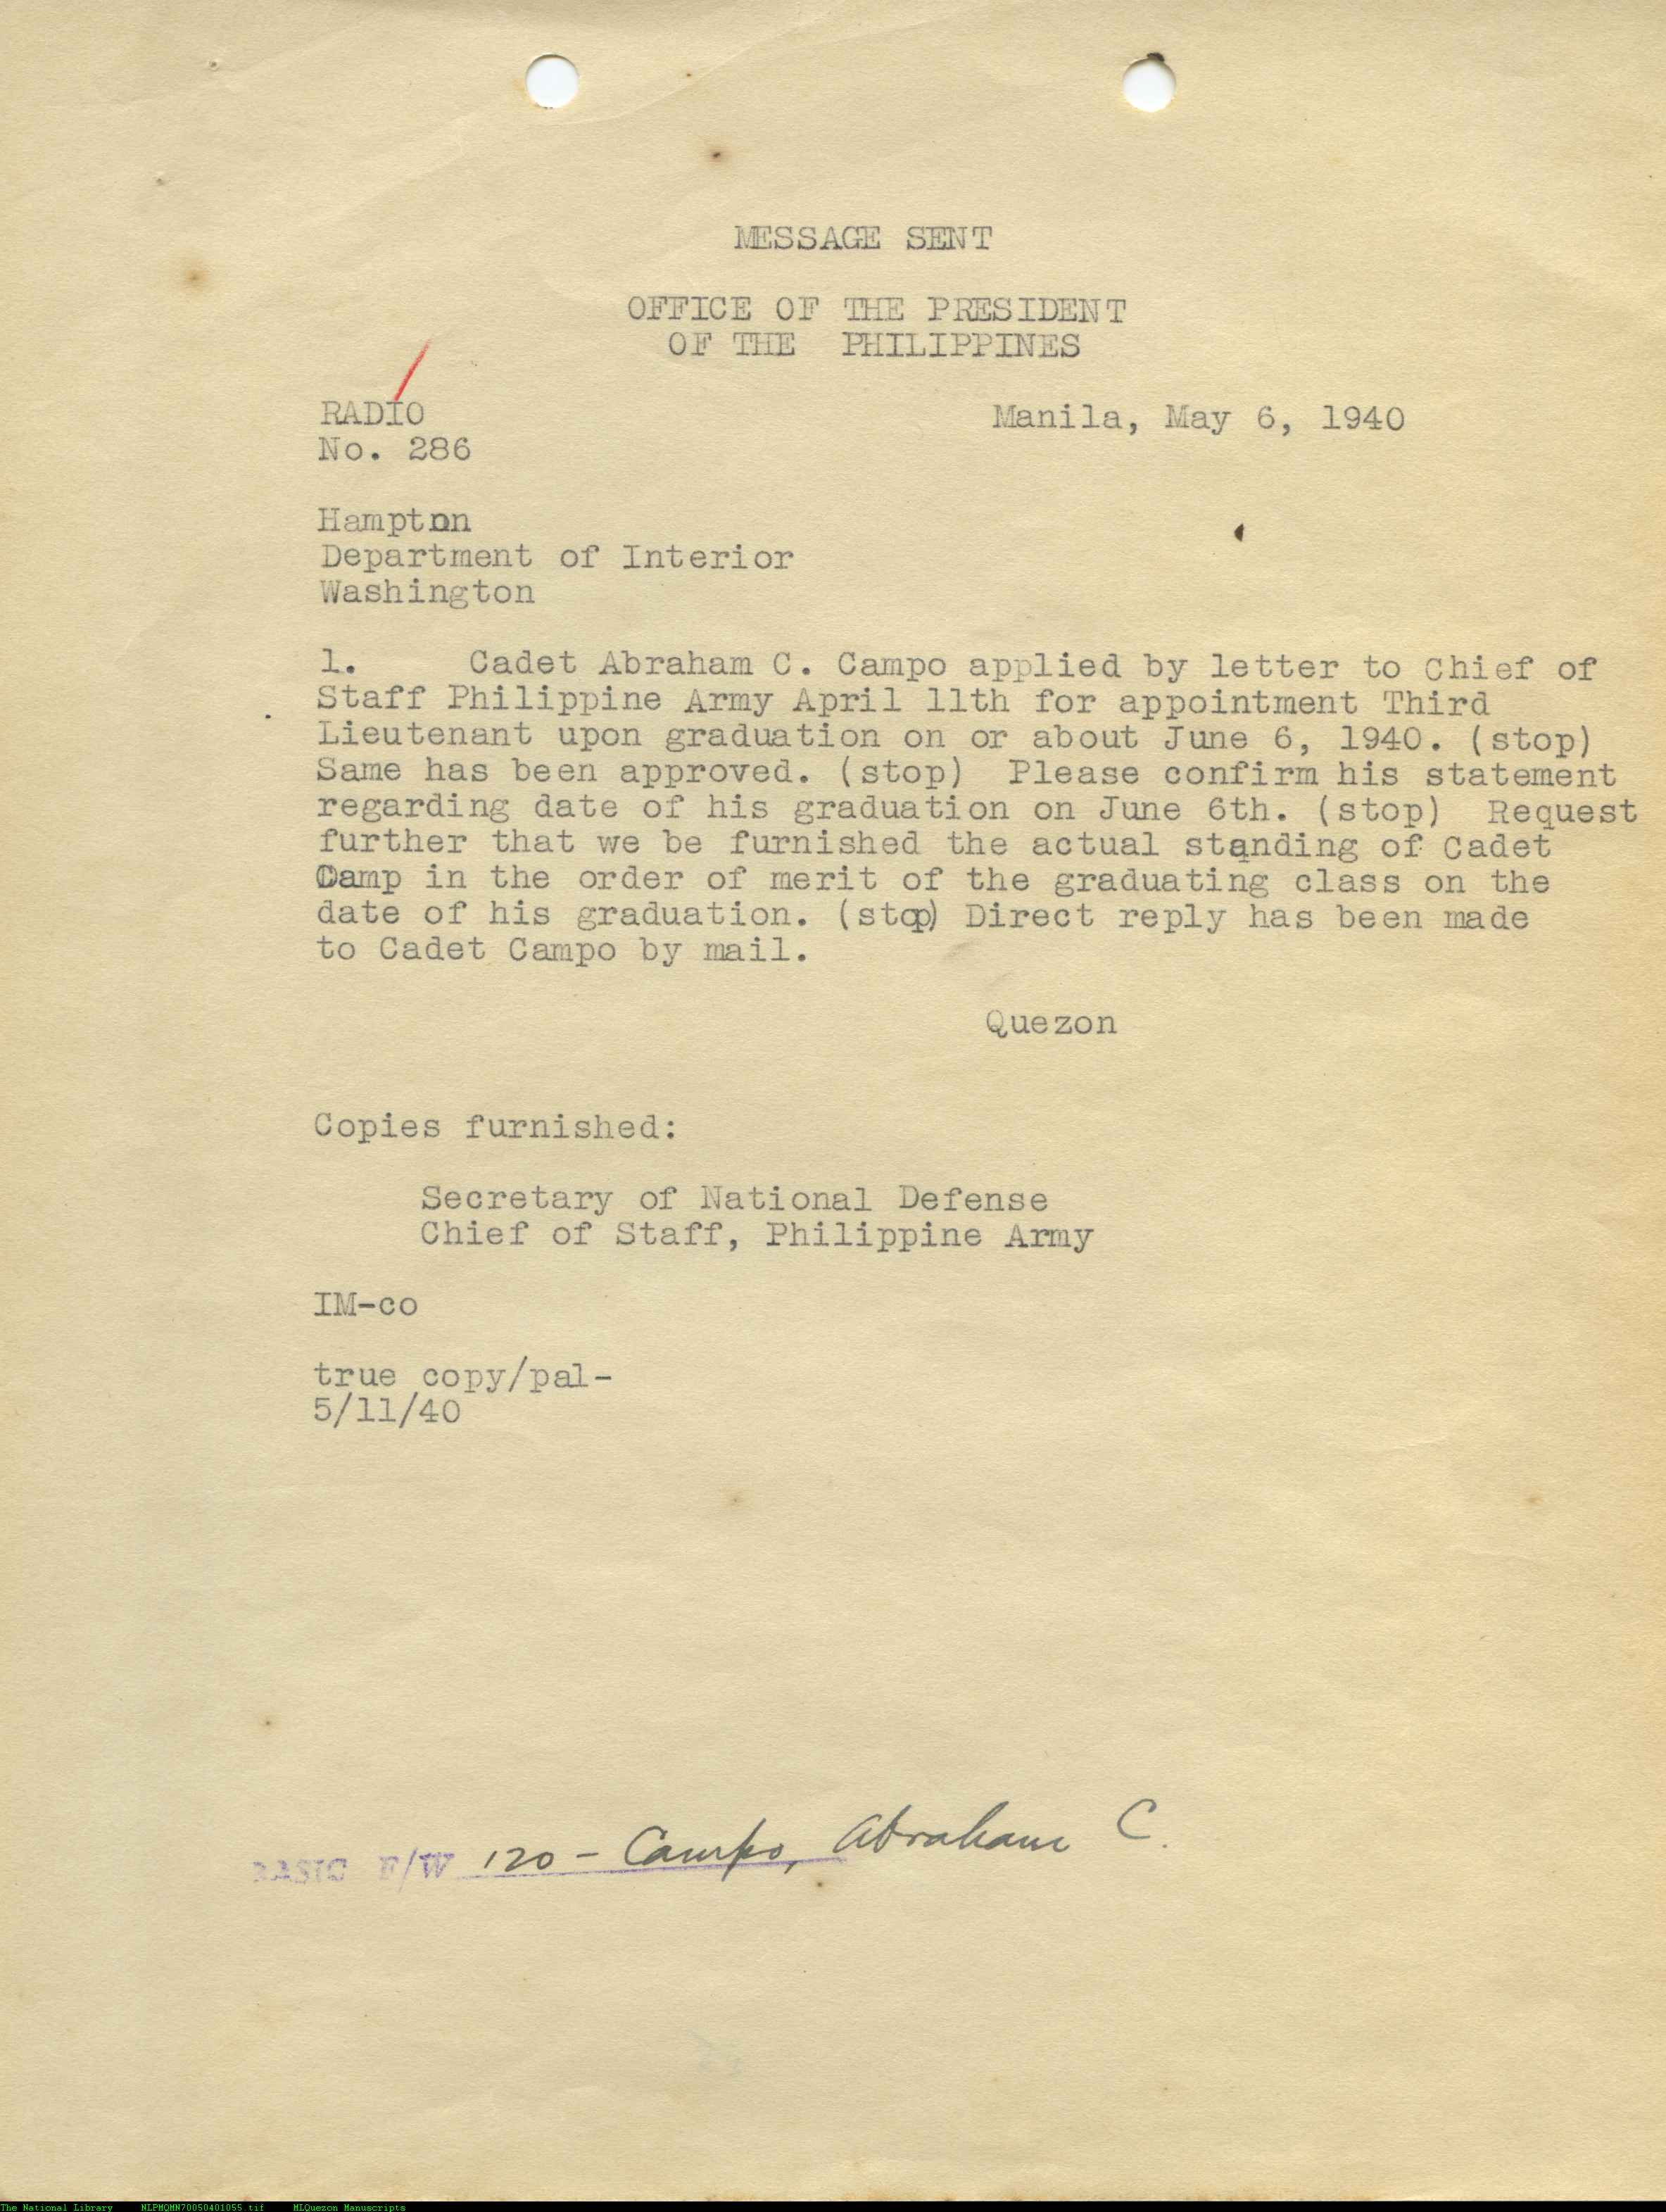 MESSAGE SENT
OFFICE OF THE PRESIDENT
OF THE PHILIPPINES
RADIO
No. 286
Manila, May 6, 1940
Hampton
Department of Interior
Washington
1. Cadet Abraham C. Campo applied by letter to Chief of
Staff Philippine Army April 11th for appointment Third
Lieutenant upon graduation on or about June 6, 1940. (stop)
Same has been approved. (stop) Please confirm his statement
regarding date of his graduation on June 6th. (stop) Request
further that we be furnished the actual standing of Cadet
Camp in the order of merit of the graduating class on the
date of his graduation. (stop) Direct reply has been made
to Cadet Campo by mail.
Quezon
Copies furnished:
Secretary of National Defense
Chief of Staff, Philippine Army
IM-co
true copy/pal-
5/11/40
BASIC F/W 120 - Campo, Abraham C.
The National Library NLPMQMN70050401055.tif MLQuezon Manuscripts